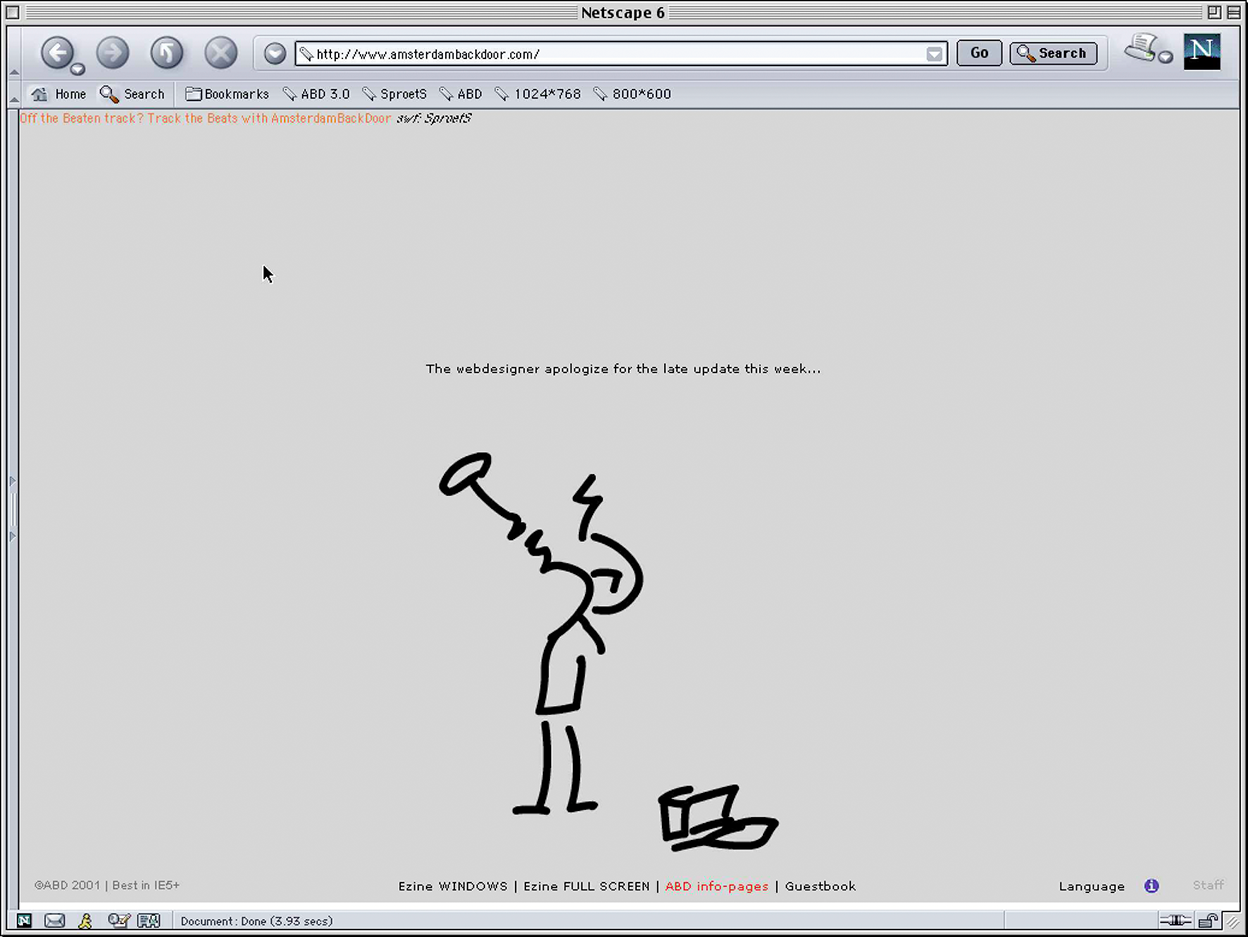 Netscape 6
http://www.amsterdambackdoor.com/
Go
Search
N
Home Search Bookmarks ABD 3.0 SproetS ABD 1024*768 800*600
Off the Beaten track? Track the Beats with AmsterdamBackDoor swf: SproetS
The webdesigner apologize for the late update this week...
©ABD 2001 | Best in IE5+
Ezine WINDOWS | Ezine FULL SCREEN | ABD info-pages | Guestbook
Language i Staff
N
Document: Done (3.93 secs)